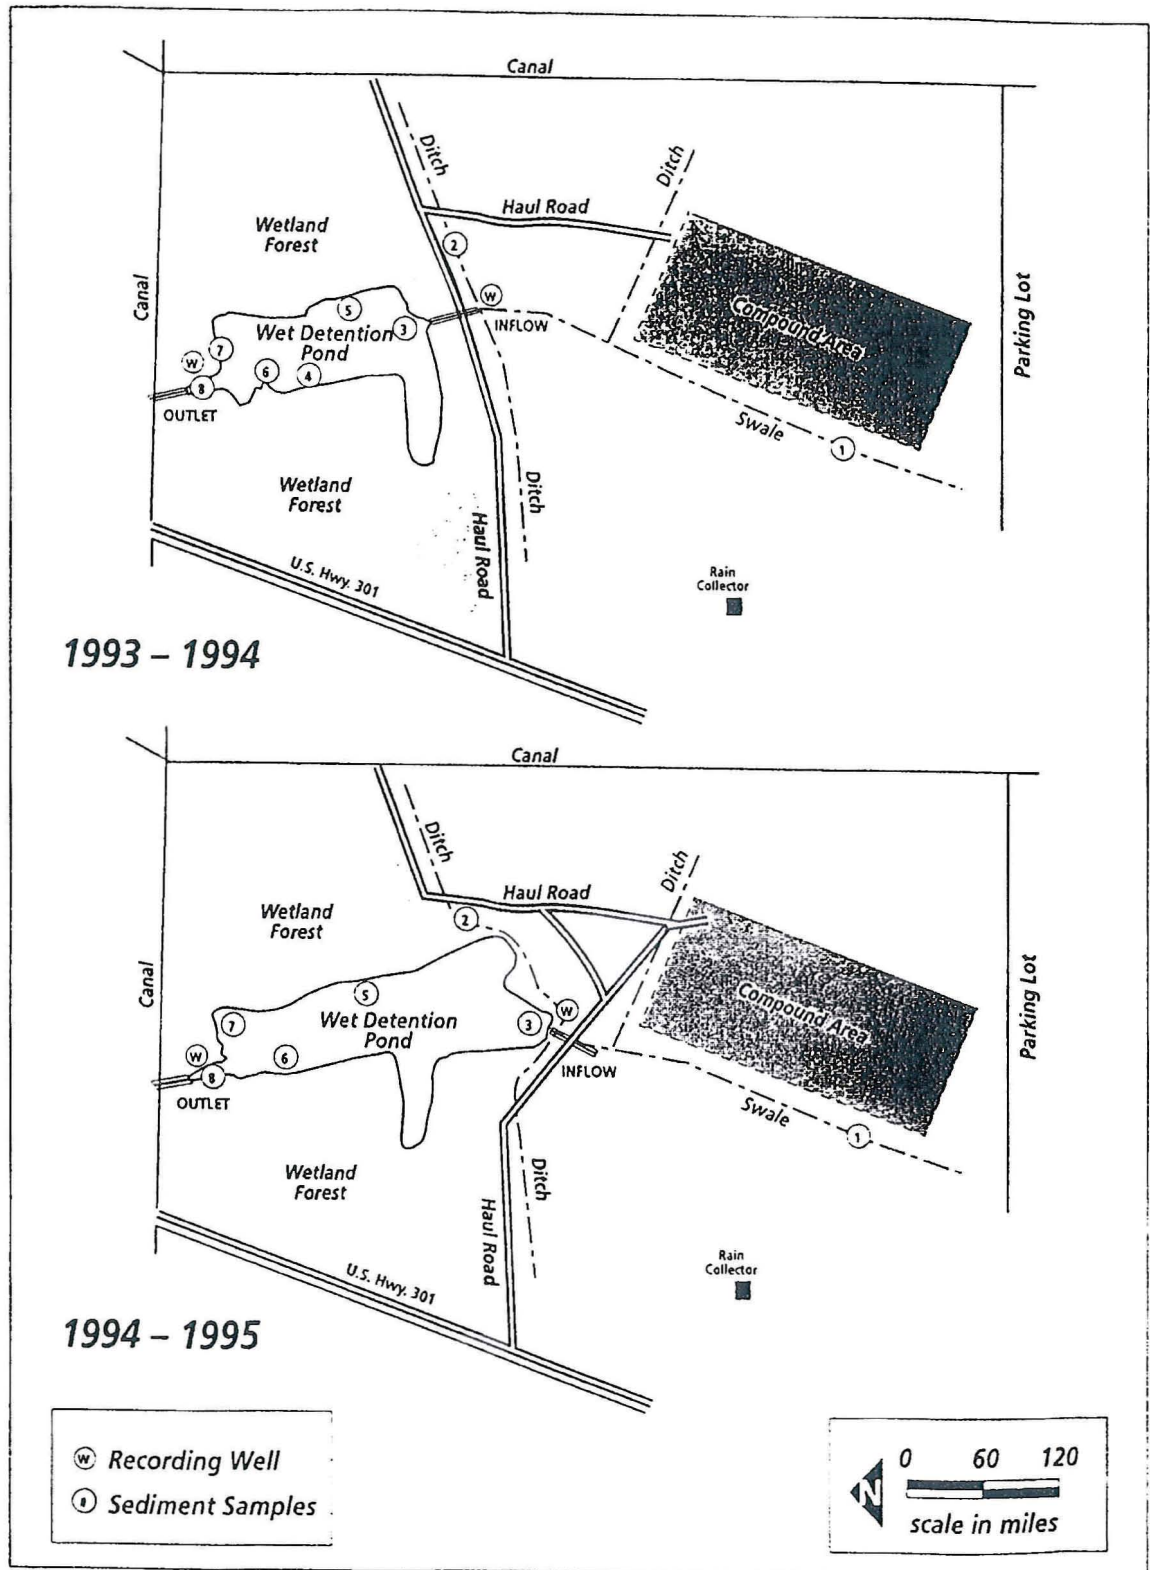 Canal
Ditch
Ditch
Haul Road
Wetland
Forest
2
Canal
W
INFLOW
5
Wet Detention
Pond
3
7
W
6
4
8
OUTLET
Compound Area
Parking Lot
Swale
1
Wetland
Forest
Ditch
Haul Road
U.S. Hwy. 301
Rain
Collector
1993 – 1994
Canal
Ditch
Ditch
Haul Road
Wetland
Forest
2
Canal
5
W
Wet Detention
Pond
3
7
W
6
8
OUTLET
INFLOW
Compound Area
Parking Lot
Swale
1
Wetland
Forest
Ditch
Haul Road
U.S. Hwy. 301
Rain
Collector
1994 – 1995
W Recording Well
8 Sediment Samples
N
0 60 120
scale in miles